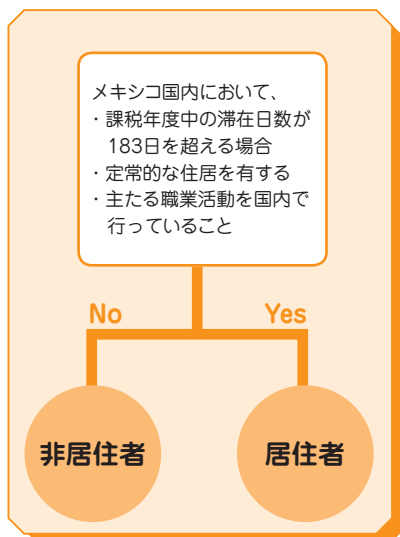 メキシコ国内において、
・課税年度中の滞在日数が
183日を超える場合
・定常的な住居を有する
・主たる職業活動を国内で
行っていること
No
Yes
非居住者
居住者